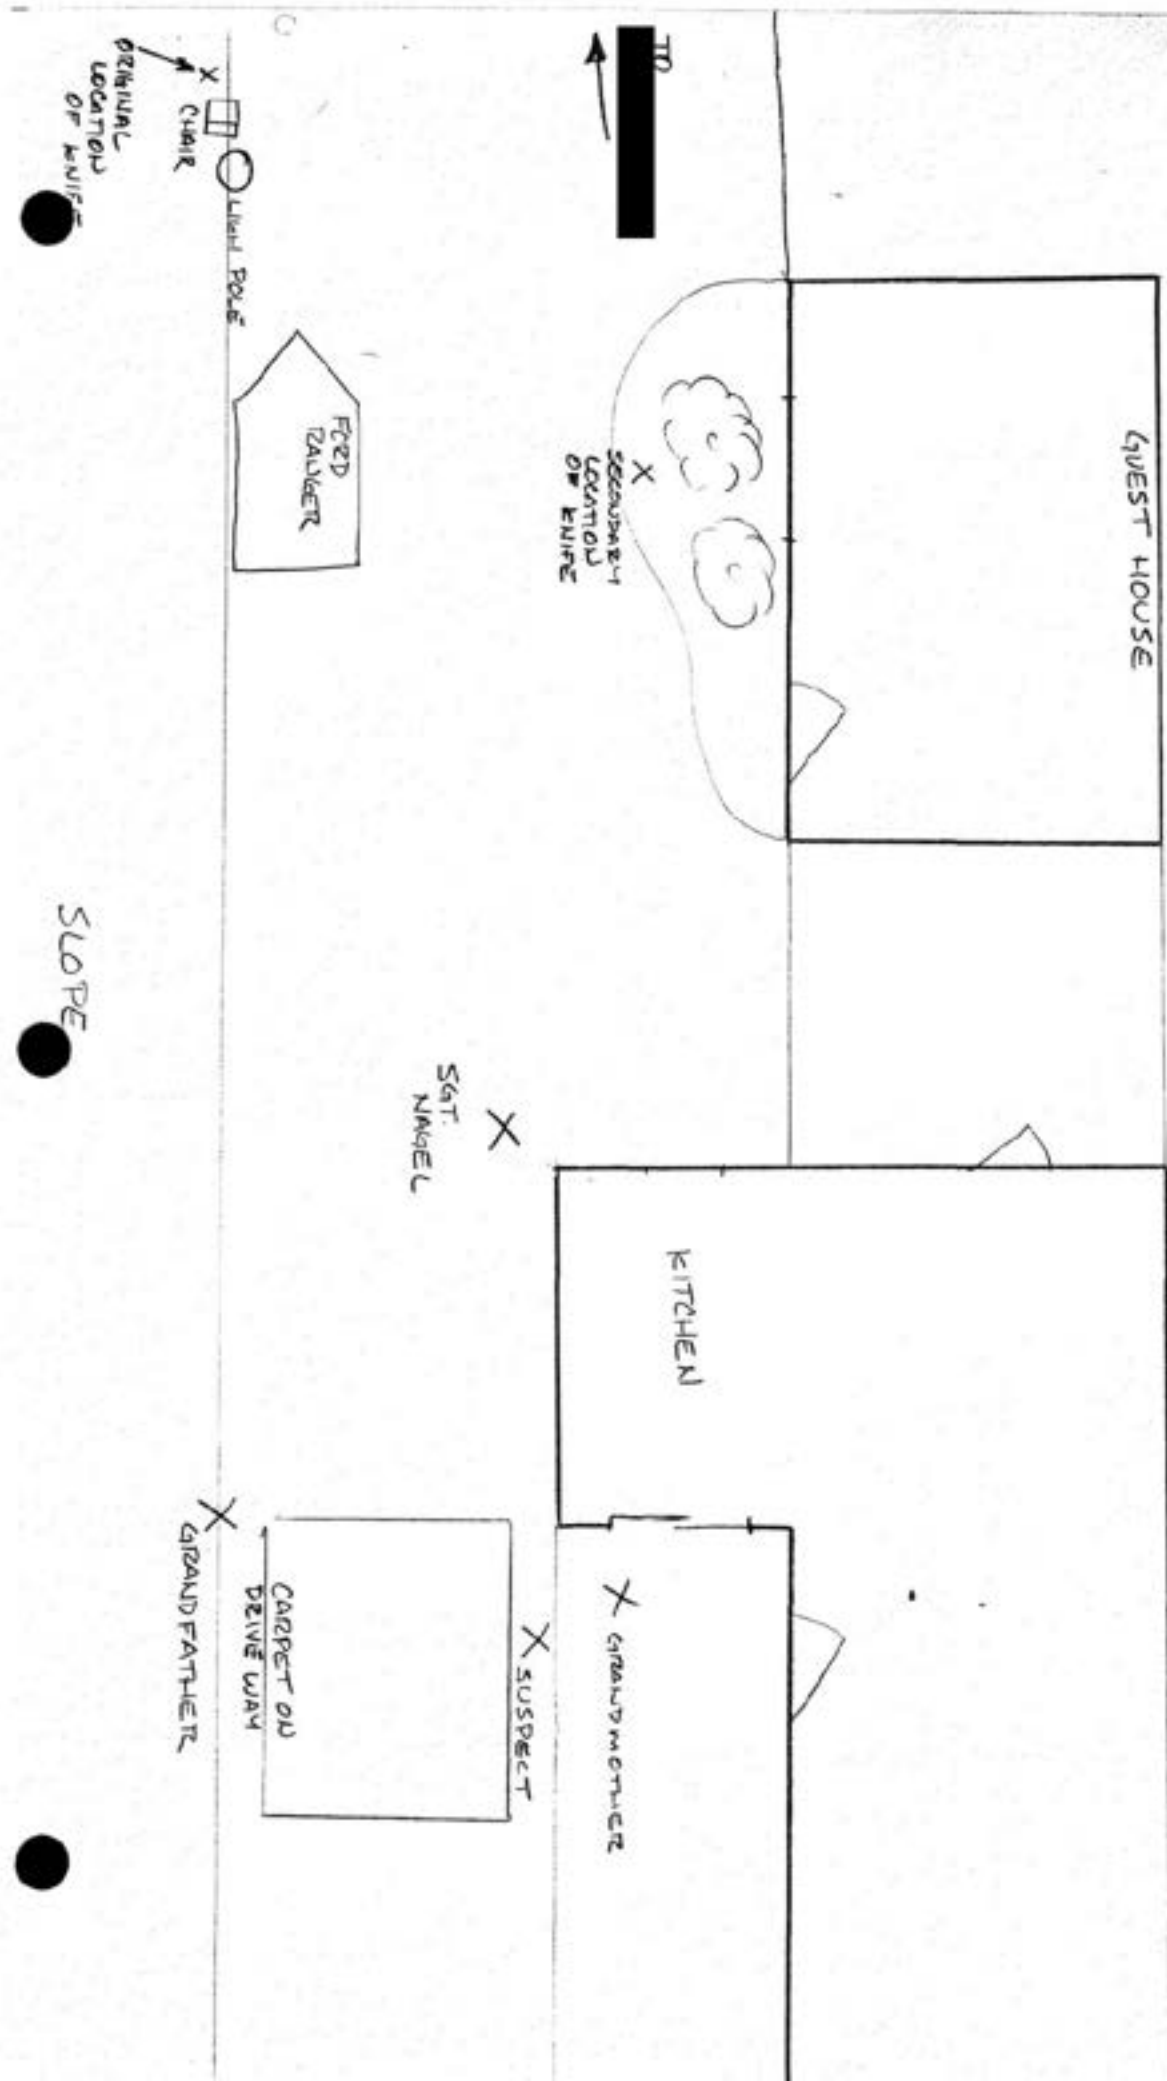 TO
GUEST HOUSE
ORIGINAL
LOCATION
OF KNIFE
CHAIR
POLE
FORD
RANGER
SECONDARY
LOCATION
OF KNIFE
SLOPE
SGT.
NAGEL
KITCHEN
GRANDFATHER
CARPET ON
DRIVE WAY
SUSPECT
GRANDMOTHER